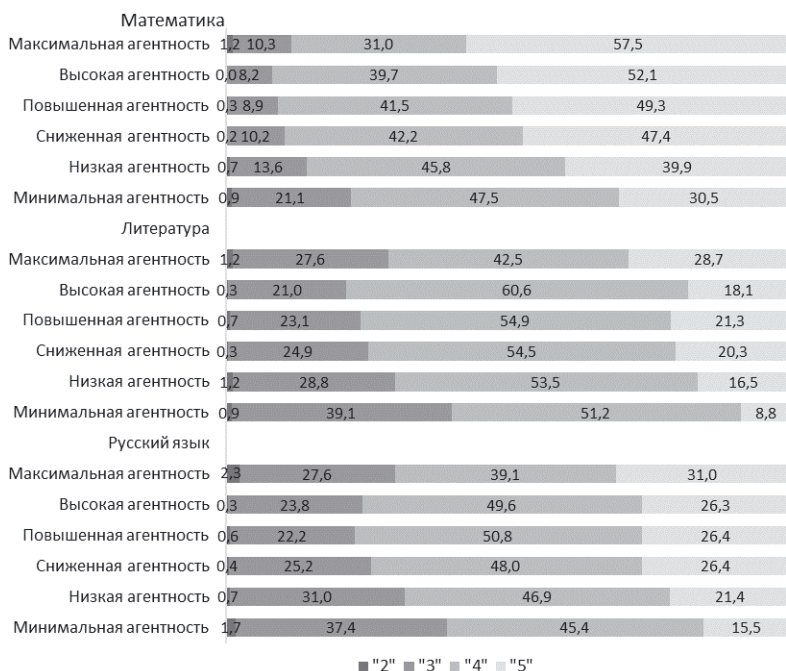 Математика
Максимальная агентность 1,2 10,3 31,0 57,5
Высокая агентность 0,0 8,2 39,7 52,1
Повышенная агентность 0,3 8,9 41,5 49,3
Сниженная агентность 0,2 10,2 42,2 47,4
Низкая агентность 0,7 13,6 45,8 39,9
Минимальная агентность 0,9 21,1 47,5 30,5
Литература
Максимальная агентность 1,2 27,6 42,5 28,7
Высокая агентность 0,3 21,0 60,6 18,1
Повышенная агентность 0,7 23,1 54,9 21,3
Сниженная агентность 0,3 24,9 54,5 20,3
Низкая агентность 1,2 28,8 53,5 16,5
Минимальная агентность 0,9 39,1 51,2 8,8
Русский язык
Максимальная агентность 2,3 27,6 39,1 31,0
Высокая агентность 0,3 23,8 49,6 26,3
Повышенная агентность 0,6 22,2 50,8 26,4
Сниженная агентность 0,4 25,2 48,0 26,4
Низкая агентность 0,7 31,0 46,9 21,4
Минимальная агентность 1,7 37,4 45,4 15,5
"2" "3" "4" "5"